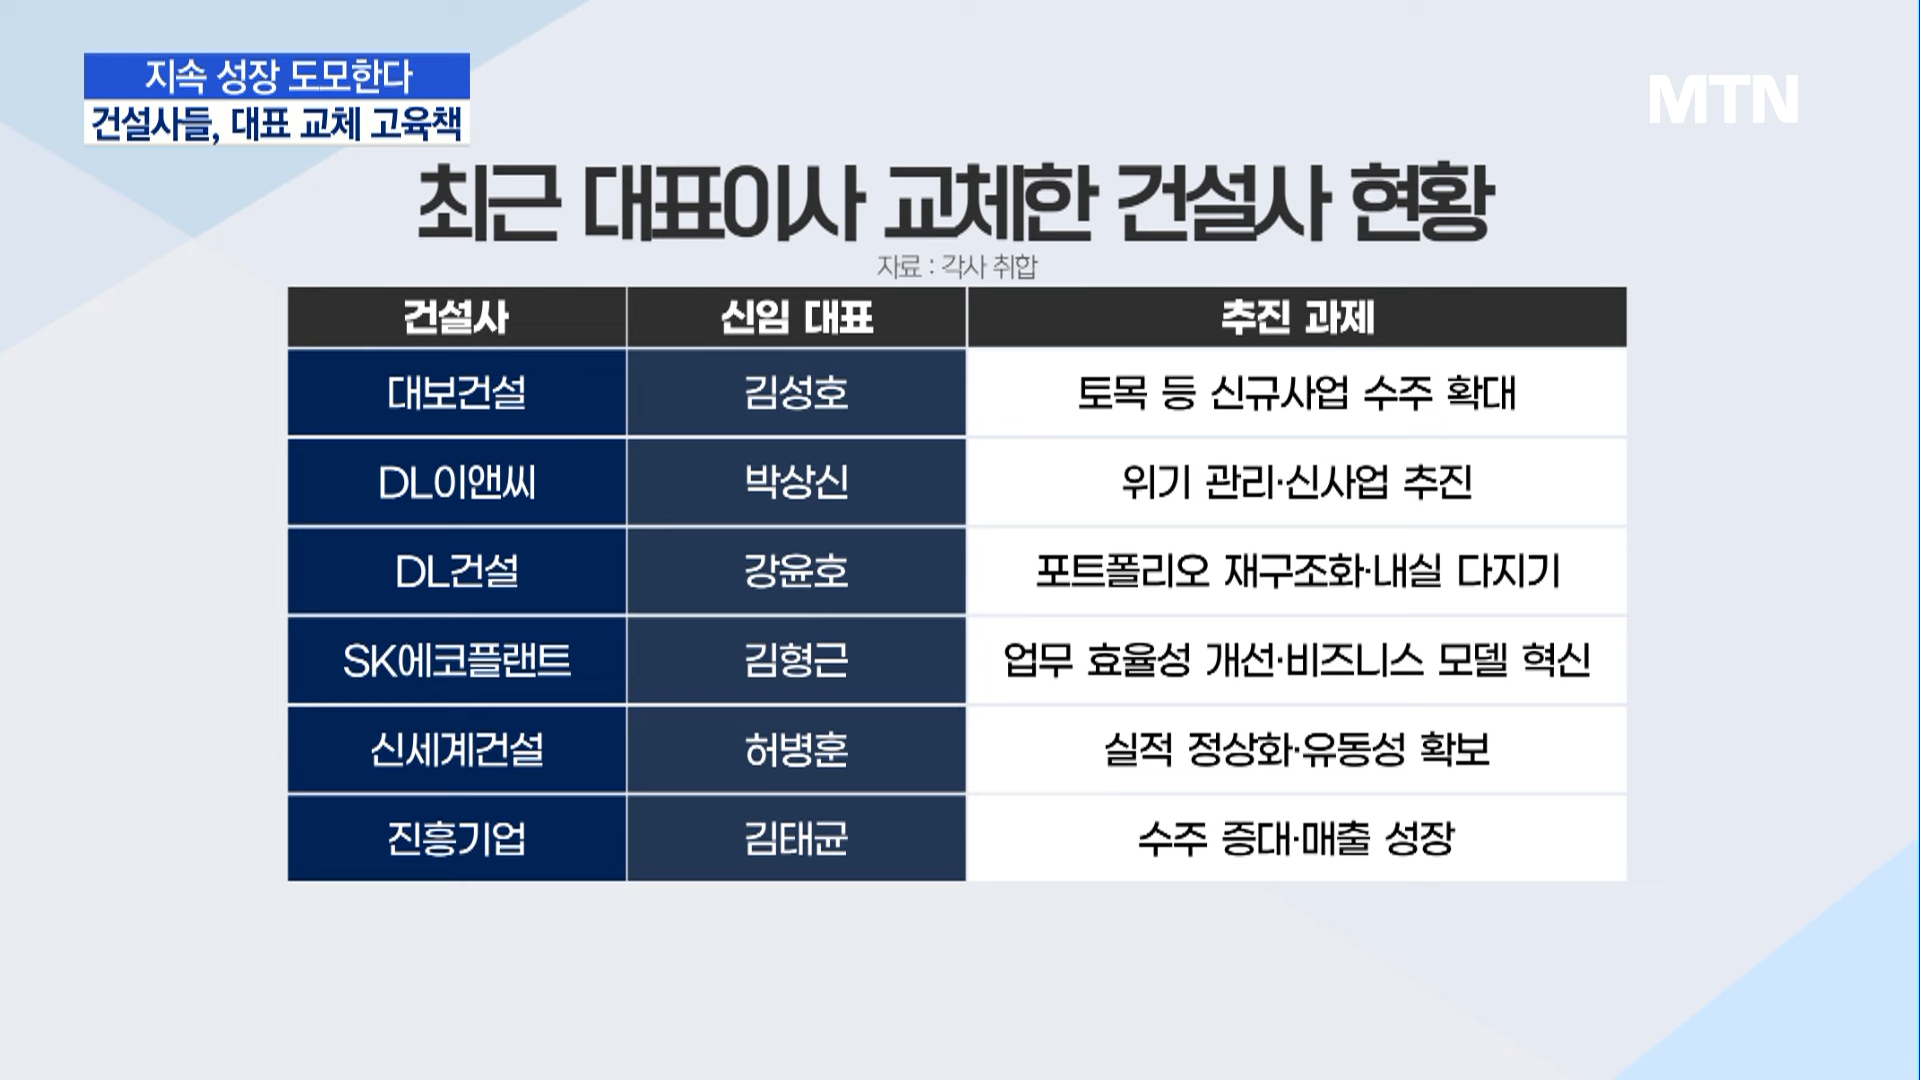 지속 성장 도모한다
건설사들, 대표 교체 고육책
MTN
최근 대표이사 교체한 건설사 현황
자료 : 각사 취합
건설사 신임 대표 추진 과제
대보건설 김성호 토목 등 신규사업 수주 확대
DL이앤씨 박상신 위기 관리·신사업 추진
DL건설 강윤호 포트폴리오 재구조화·내실 다지기
SK에코플랜트 김형근 업무 효율성 개선·비즈니스 모델 혁신
신세계건설 허병훈 실적 정상화·유동성 확보
진흥기업 김태균 수주 증대·매출 성장